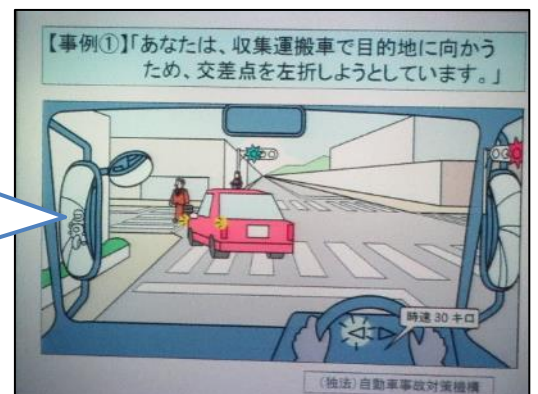 【事例①】「あなたは、収集運搬車で目的地に向かう
ため、交差点を左折しようとしています。」
時速30キロ
(独法)自動車事故対策機構